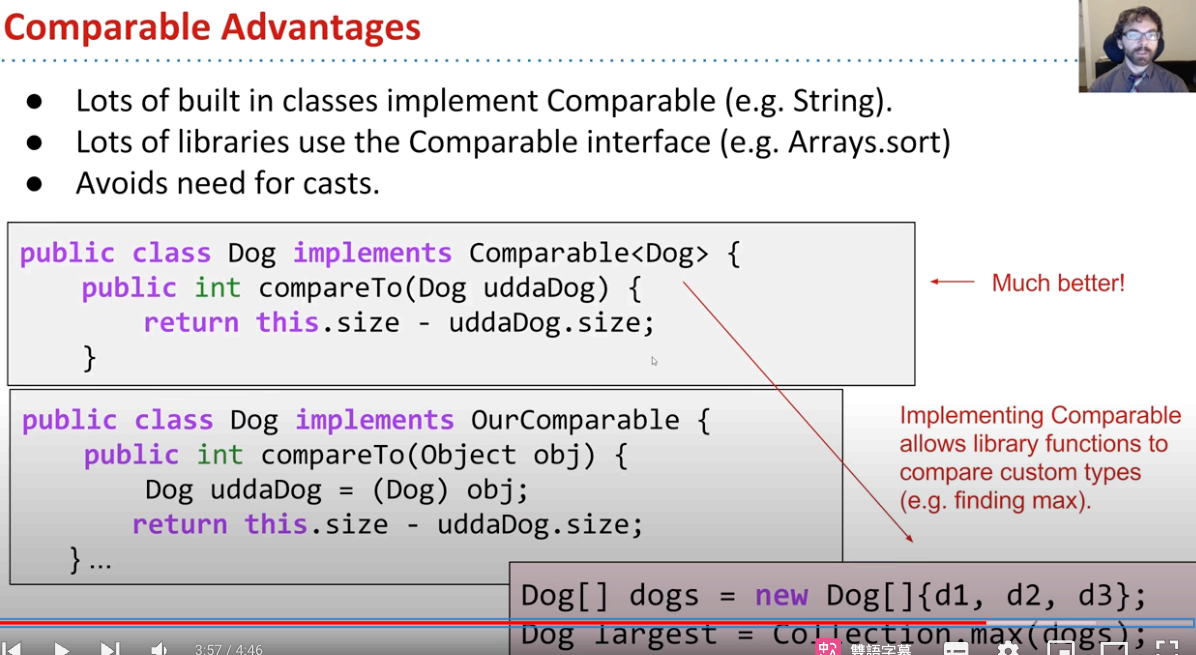 Comparable Advantages
● Lots of built in classes implement Comparable (e.g. String).
● Lots of libraries use the Comparable interface (e.g. Arrays.sort)
● Avoids need for casts.
public class Dog implements Comparable<Dog> {
public int compareTo(Dog uddaDog) {
return this.size - uddaDog.size;
}
Much better!
public class Dog implements OurComparable {
public int compareTo(Object obj) {
Dog uddaDog = (Dog) obj;
return this.size - uddaDog.size;
} ...
Implementing Comparable
allows library functions to
compare custom types
(e.g. finding max).
Dog[] dogs = new Dog[]{d1, d2, d3};
Dog largest = Collection.max(dogs);
3:57 / 4:46
中A 雙語字幕